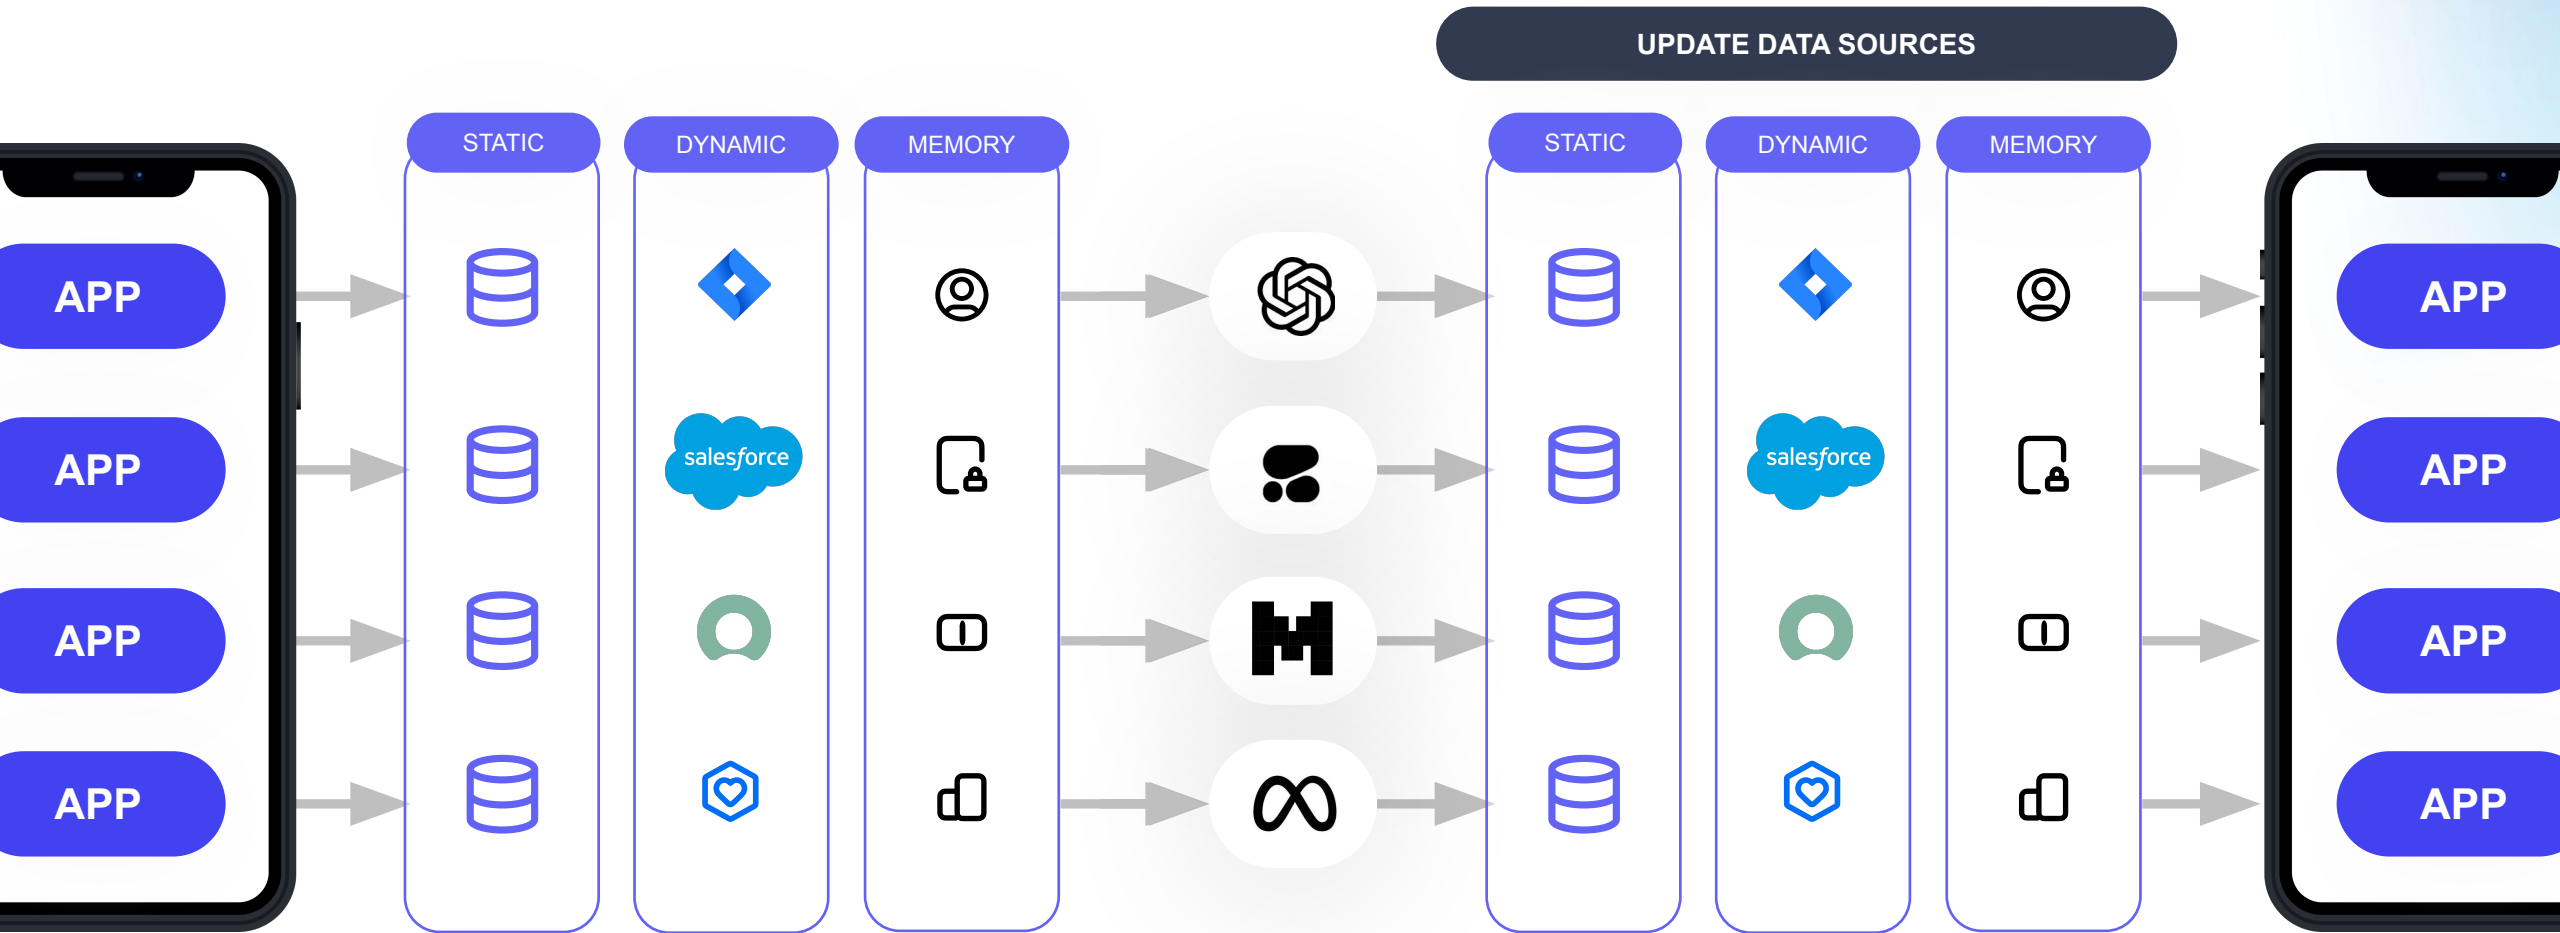 UPDATE DATA SOURCES
STATIC
DYNAMIC
MEMORY
STATIC
DYNAMIC
MEMORY
APP
salesforce
salesforce
APP
APP
APP
APP
APP
APP
APP